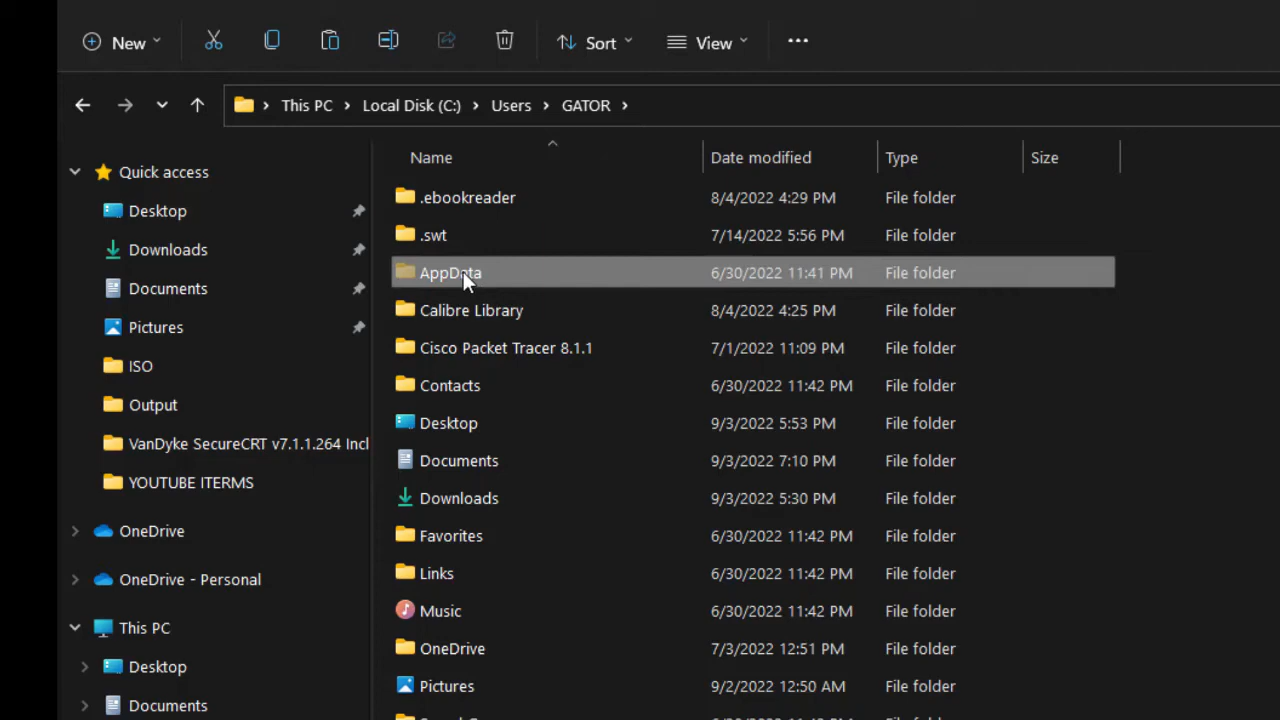 New Sort View
This PC Local Disk (C:) Users GATOR
Name Date modified Type Size
Quick access
Desktop
Downloads
Documents
Pictures
ISO
Output
VanDyke SecureCRT v7.1.1.264 Incl
YOUTUBE ITERMS
OneDrive
OneDrive - Personal
This PC
Desktop
Documents
.ebookreader 8/4/2022 4:29 PM File folder
.swt 7/14/2022 5:56 PM File folder
AppData 6/30/2022 11:41 PM File folder
Calibre Library 8/4/2022 4:25 PM File folder
Cisco Packet Tracer 8.1.1 7/1/2022 11:09 PM File folder
Contacts 6/30/2022 11:42 PM File folder
Desktop 9/3/2022 5:53 PM File folder
Documents 9/3/2022 7:10 PM File folder
Downloads 9/3/2022 5:30 PM File folder
Favorites 6/30/2022 11:42 PM File folder
Links 6/30/2022 11:42 PM File folder
Music 6/30/2022 11:42 PM File folder
OneDrive 7/3/2022 12:51 PM File folder
Pictures 9/2/2022 12:50 AM File folder